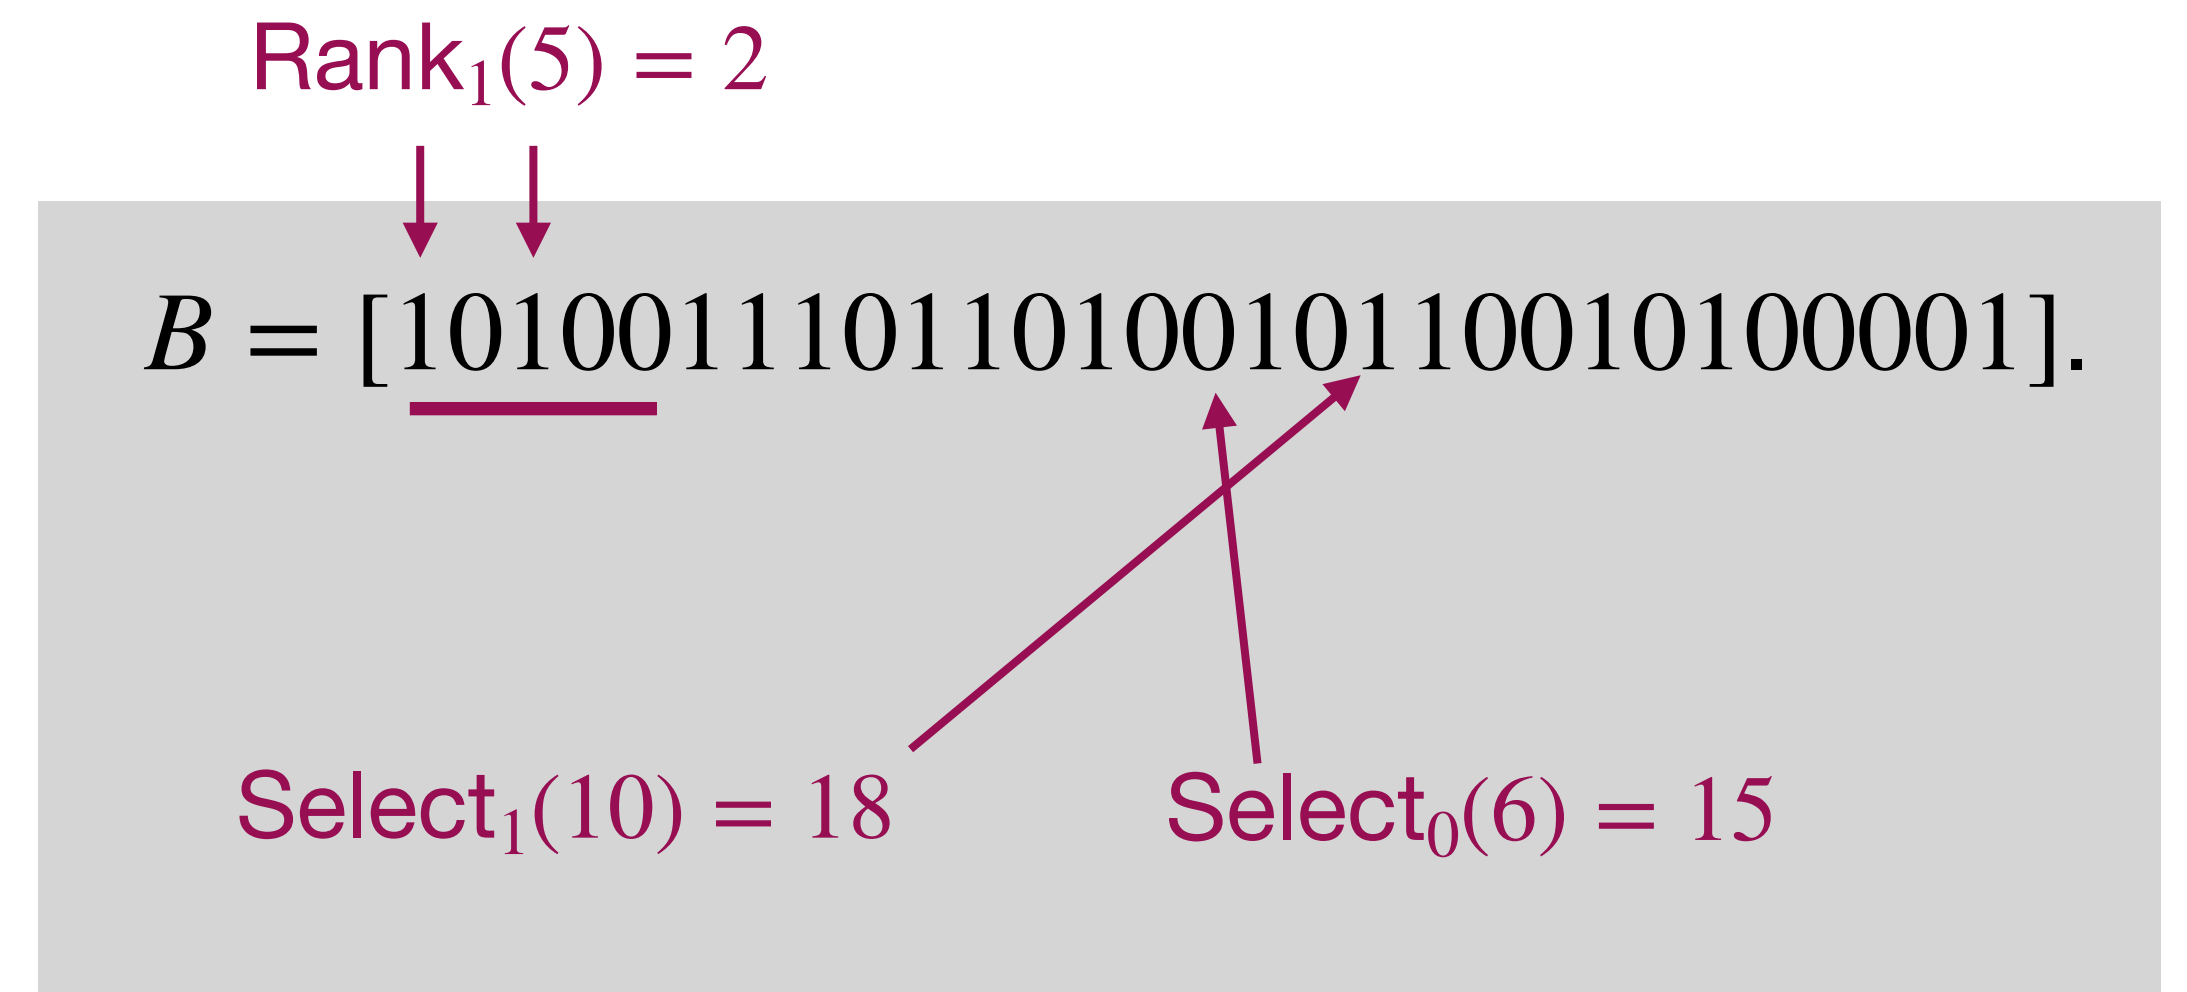 Rank₁(5) = 2
B = [10100111011010010110010100001].
Select₁(10) = 18
Select₀(6) = 15